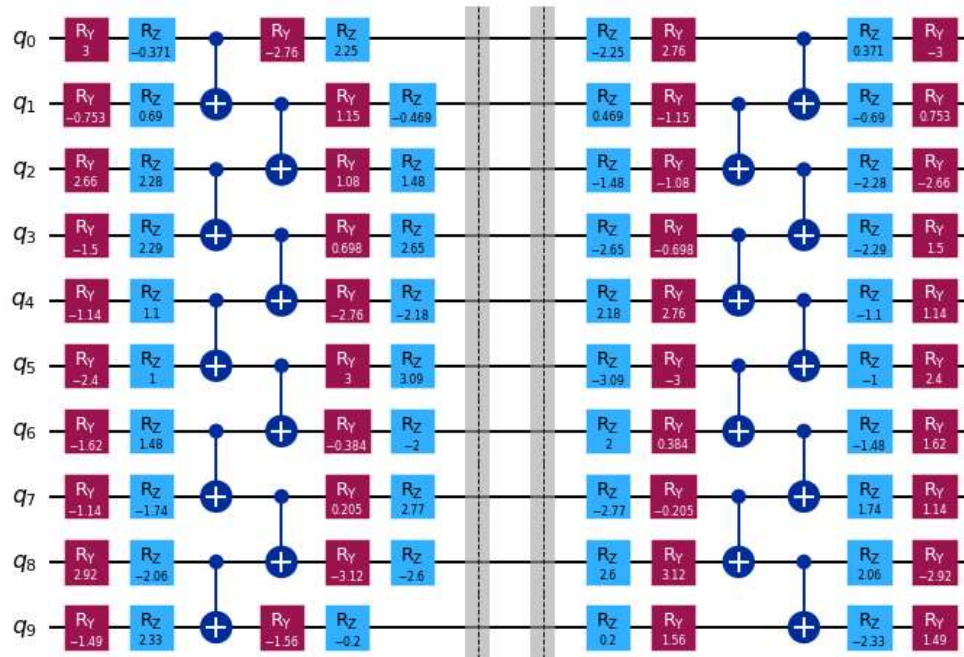 q0 RY 3 RZ −0.371 RY −2.76 RZ 2.25 RZ −2.25 RY 2.76 RZ 0.371 RY −3
q1 RY −0.753 RZ 0.69 RY 1.15 RZ −0.469 RZ 0.469 RY −1.15 RZ −0.69 RY 0.753
q2 RY 2.66 RZ 2.28 RY 1.08 RZ 1.48 RZ −1.48 RY −1.08 RZ −2.28 RY −2.66
q3 RY −1.5 RZ 2.29 RY 0.698 RZ 2.65 RZ −2.65 RY −0.698 RZ −2.29 RY 1.5
q4 RY −1.14 RZ 1.1 RY −2.76 RZ −2.18 RZ 2.18 RY 2.76 RZ −1.1 RY 1.14
q5 RY −2.4 RZ 1 RY 3 RZ 3.09 RZ −3.09 RY −3 RZ −1 RY 2.4
q6 RY −1.62 RZ 1.48 RY −0.384 RZ −2 RZ 2 RY 0.384 RZ −1.48 RY 1.62
q7 RY −1.14 RZ −1.74 RY 0.205 RZ 2.77 RZ −2.77 RY −0.205 RZ 1.74 RY 1.14
q8 RY 2.92 RZ −2.06 RY −3.12 RZ −2.6 RZ 2.6 RY 3.12 RZ 2.06 RY −2.92
q9 RY −1.49 RZ 2.33 RY −1.56 RZ −0.2 RZ 0.2 RY 1.56 RZ −2.33 RY 1.49